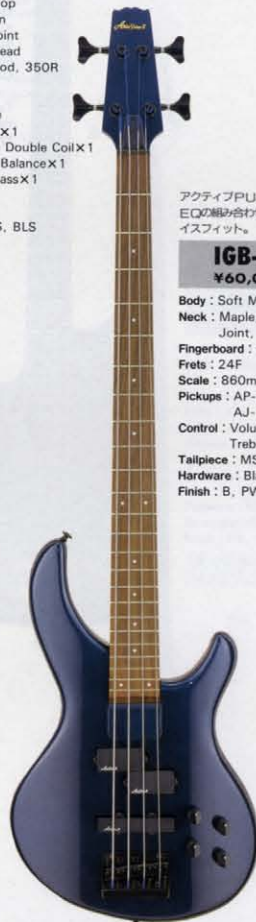 op
n
oint
ead
od, 350R
×1
Double Coil×1
Balance×1
ass×1
, BLS
Aria Pro II
アクティブPU
EQの組み合わ
イスフィット。
IGB-
¥60,0
Body : Soft M
Neck : Maple
Joint,
Fingerboard :
Frets : 24F
Scale : 860m
Pickups : AP-
AJ-
Control : Volu
Treb
Tailpiece : MS
Hardware : Bl
Finish : B, PW